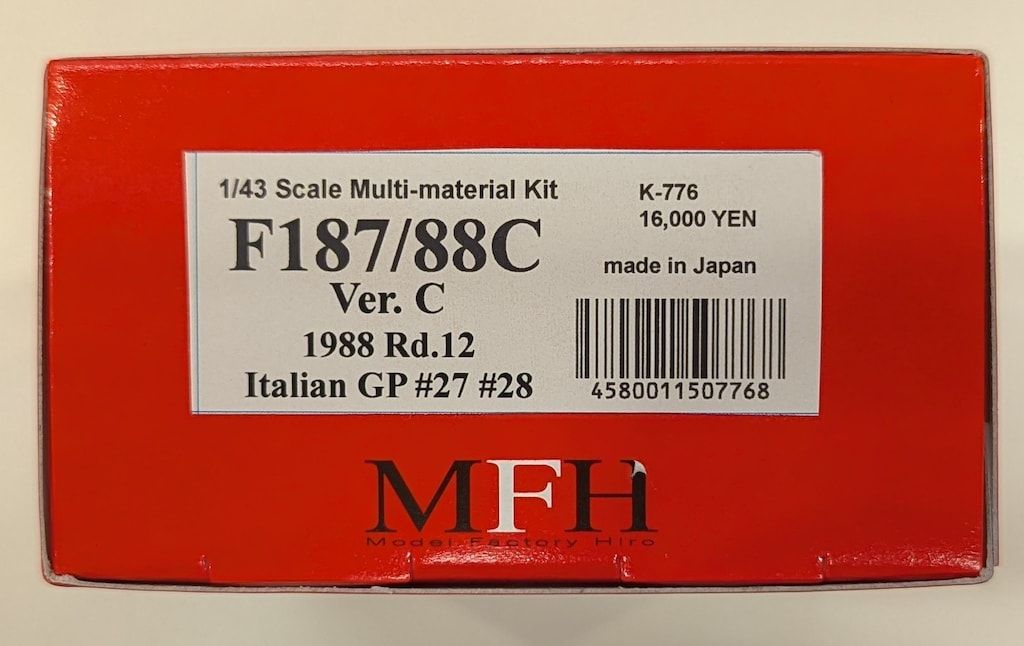 1/43 Scale Multi-material Kit
F187/88C
Ver. C
1988 Rd.12
Italian GP #27 #28
K-776
16,000 YEN
made in Japan
4580011507768
MFH
Model Factory Hiro